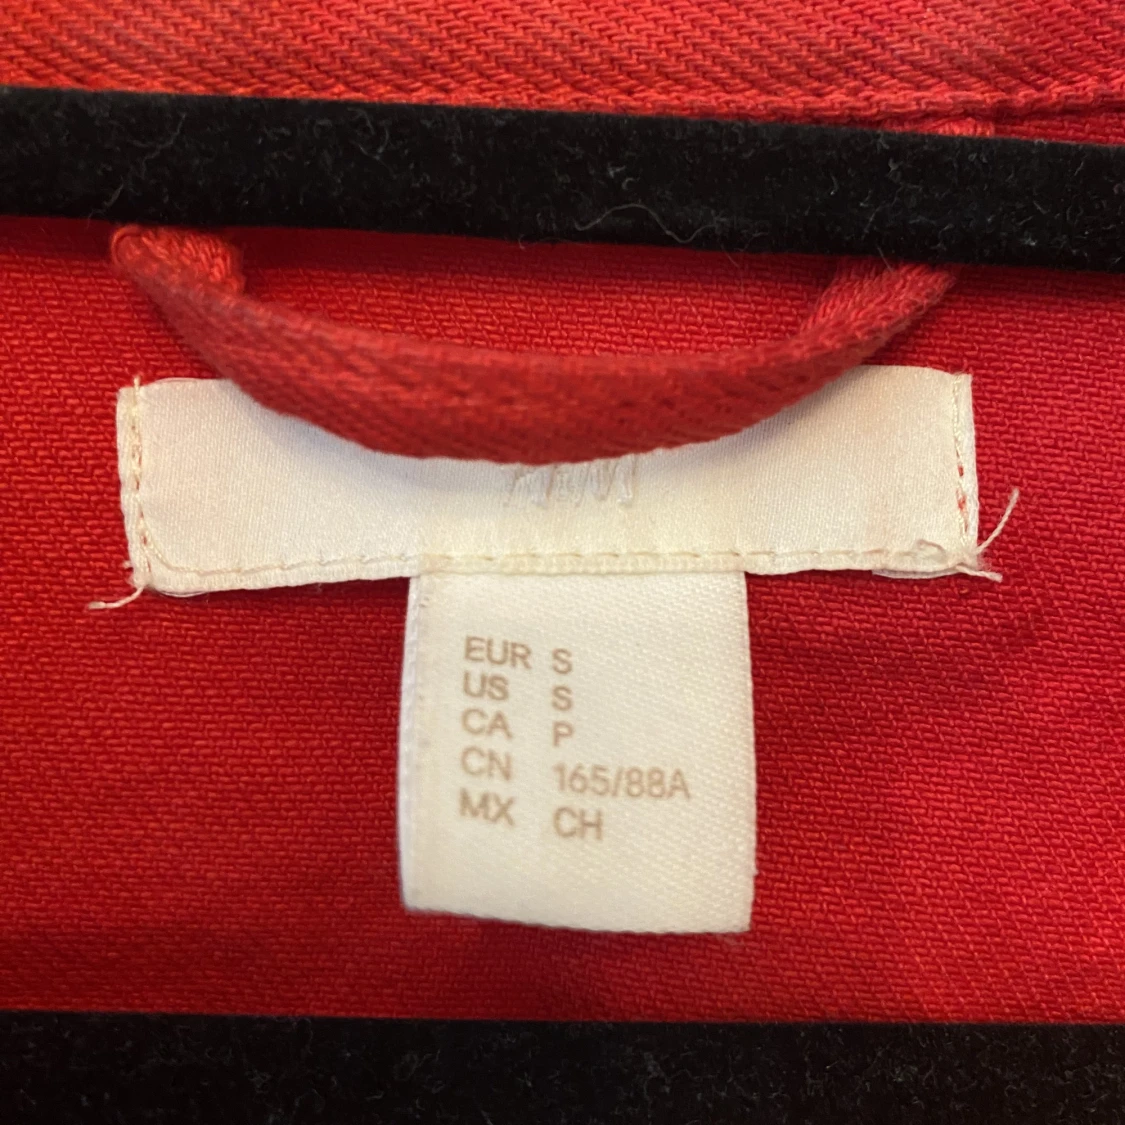 H&M
EUR S
US S
CA P
CN 165/88A
MX CH